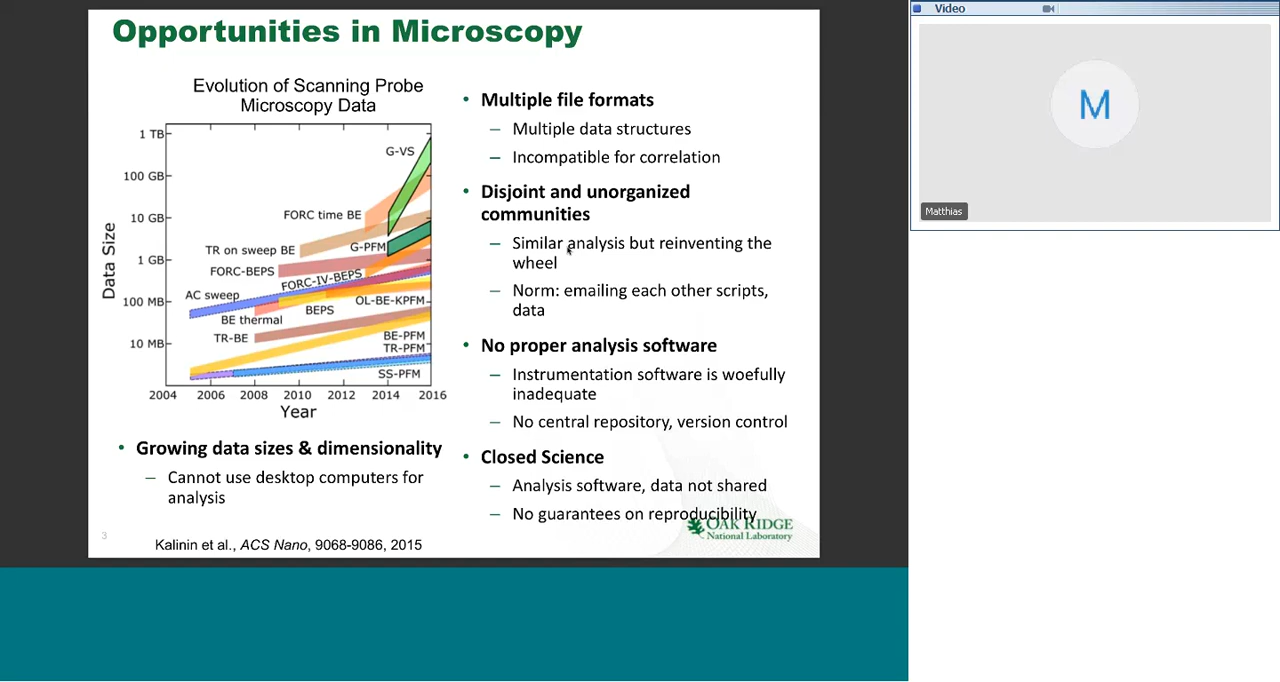 Opportunities in Microscopy
Evolution of Scanning Probe
Microscopy Data
Data Size
1 TB
100 GB
10 GB
1 GB
100 MB
10 MB
G-VS
FORC time BE
TR on sweep BE
G-PFM
FORC-BEPS
FORC-IV-BEPS
AC sweep
OL-BE-KPFM
BE thermal
BEPS
TR-BE
BE-PFM
TR-PFM
SS-PFM
2004 2006 2008 2010 2012 2014 2016
Year
• Growing data sizes & dimensionality
– Cannot use desktop computers for
analysis
• Multiple file formats
– Multiple data structures
– Incompatible for correlation
• Disjoint and unorganized
communities
– Similar analysis but reinventing the
wheel
– Norm: emailing each other scripts,
data
• No proper analysis software
– Instrumentation software is woefully
inadequate
– No central repository, version control
• Closed Science
– Analysis software, data not shared
– No guarantees on reproducibility
OAK RIDGE
National Laboratory
3
Kalinin et al., ACS Nano, 9068-9086, 2015
Video
M
Matthias